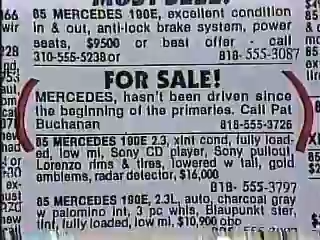 MUST SELL!
85 MERCEDES 190E, excellent condition
in & out, anti-lock brake system, power
seats, $9500 or best offer - call
310-555-5238 or 818-555-3087
FOR SALE!
MERCEDES, hasn't been driven since
the beginning of the primaries. Call Pat
Buchanan 818-555-3726
85 MERCEDES 190E 2.3, xlnt cond, fully load-
ed, low mi, Sony CD player, Sony pullout,
Lorenzo rims & tires, lowered w tail, gold
emblems, radar detector, $16,000
818-555-3797
85 MERCEDES 190E, 2.3L, auto, charcoal gray
w palomino int, 3 pc whls, Blaupunkt ster,
tint, fully loaded, low mi, $10,900 obo